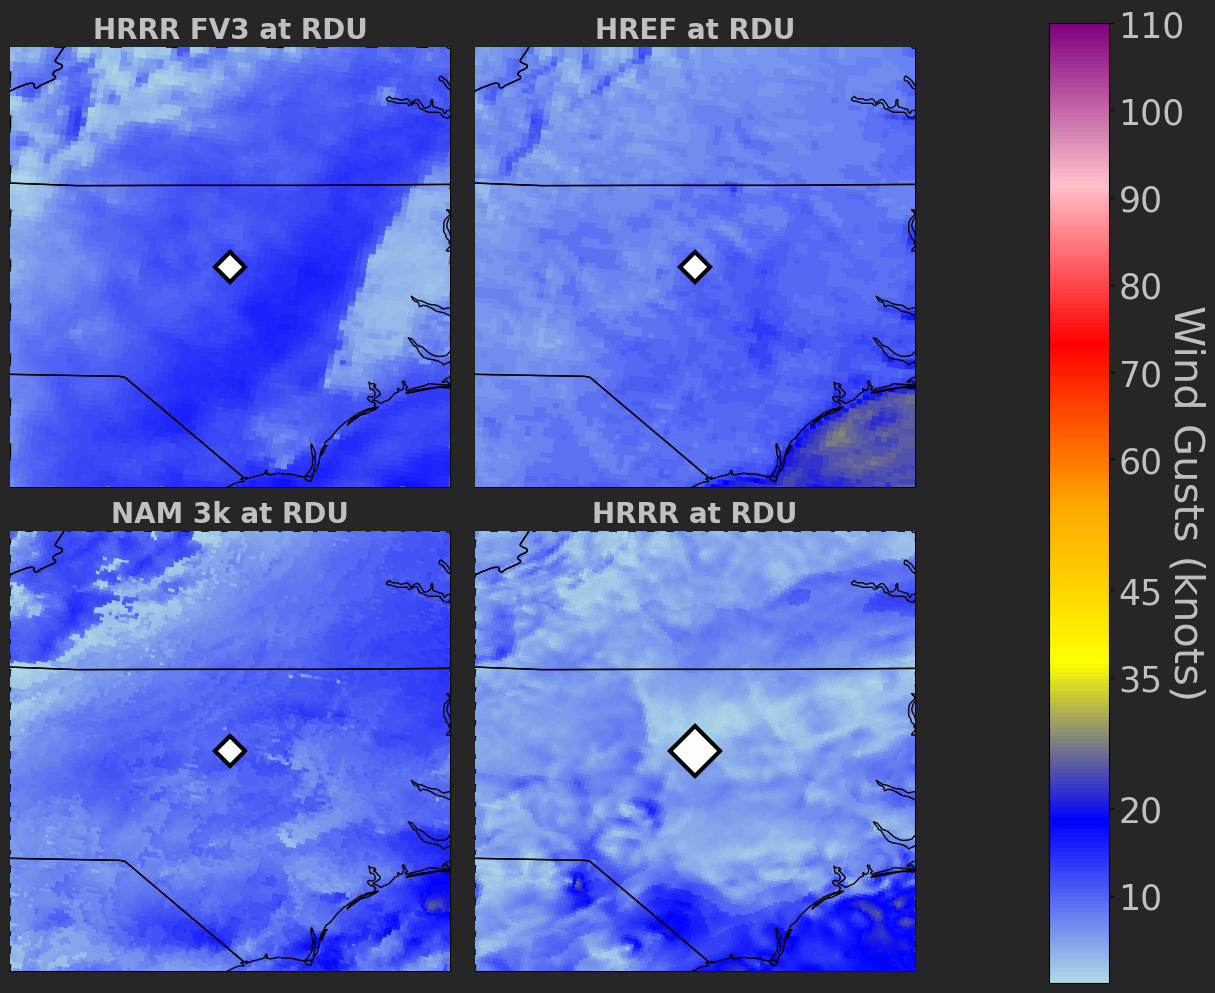 HRRR FV3 at RDU
HREF at RDU
NAM 3k at RDU
HRRR at RDU
110
100
90
80
70
60
45
35
20
10
Wind Gusts (knots)